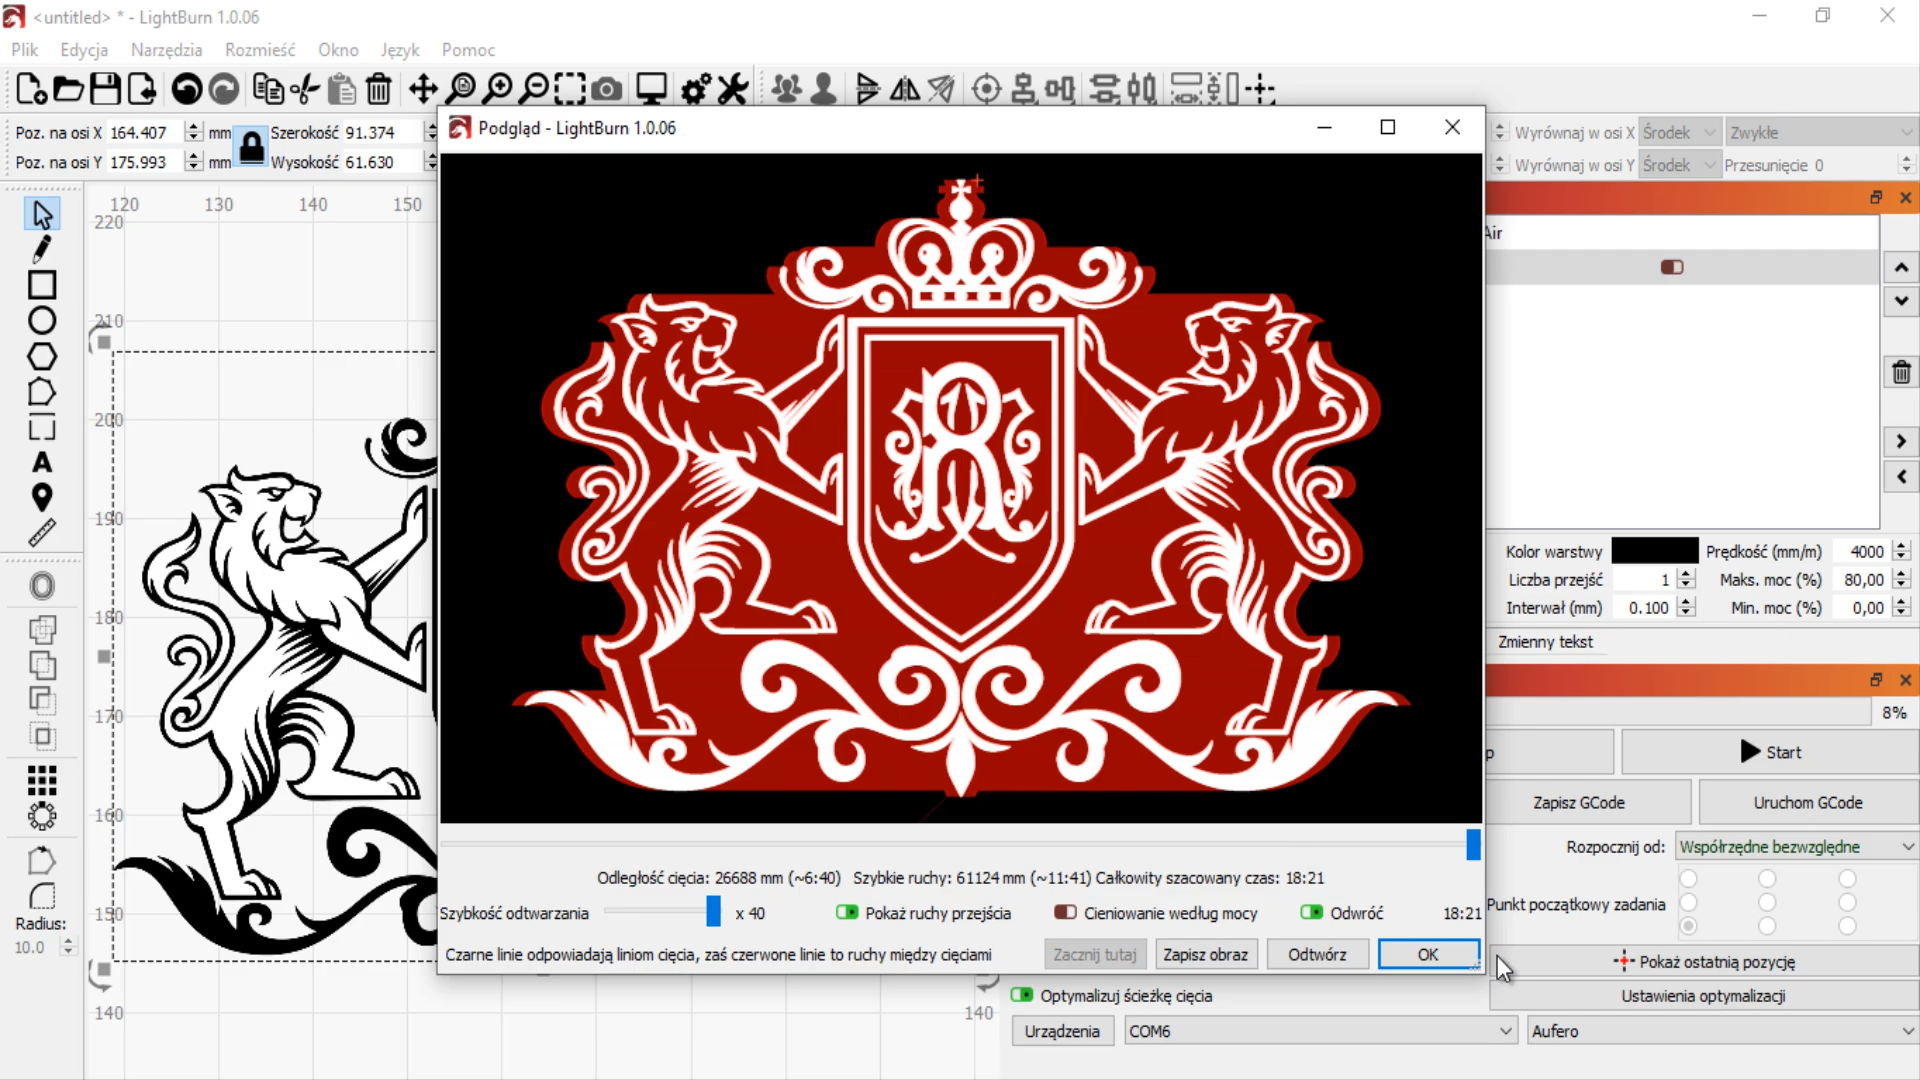 <untitled> * - LightBurn 1.0.06
Plik Edycja Narzędzia Rozmieść Okno Język Pomoc
Poz. na osi X 164.407 mm Szerokość 91.374
Poz. na osi Y 175.993 mm Wysokość 61.630
Wyrównaj w osi X Środek Zwykłe
Wyrównaj w osi Y Środek Przesunięcie 0
Podgląd - LightBurn 1.0.06
120 130 140 150
220
210
200
190
180
170
160
150
140
140
R
Air
Kolor warstwy Prędkość (mm/m) 4000
Liczba przejść 1 Maks. moc (%) 80,00
Interwał (mm) 0.100 Min. moc (%) 0,00
Zmienny tekst
8%
p Start
Zapisz GCode Uruchom GCode
Rozpocznij od: Współrzędne bezwzględne
Punkt początkowy zadania
Pokaż ostatnią pozycję
Ustawienia optymalizacji
Radius:
10.0
Odległość cięcia: 26688 mm (~6:40) Szybkie ruchy: 61124 mm (~11:41) Całkowity szacowany czas: 18:21
Szybkość odtwarzania x 40 Pokaż ruchy przejścia Cieniowanie według mocy Odwróć 18:21
Czarne linie odpowiadają liniom cięcia, zaś czerwone linie to ruchy między cięciami Zacznij tutaj Zapisz obraz Odtwórz OK
Optymalizuj ścieżkę cięcia
Urządzenia COM6 Aufero